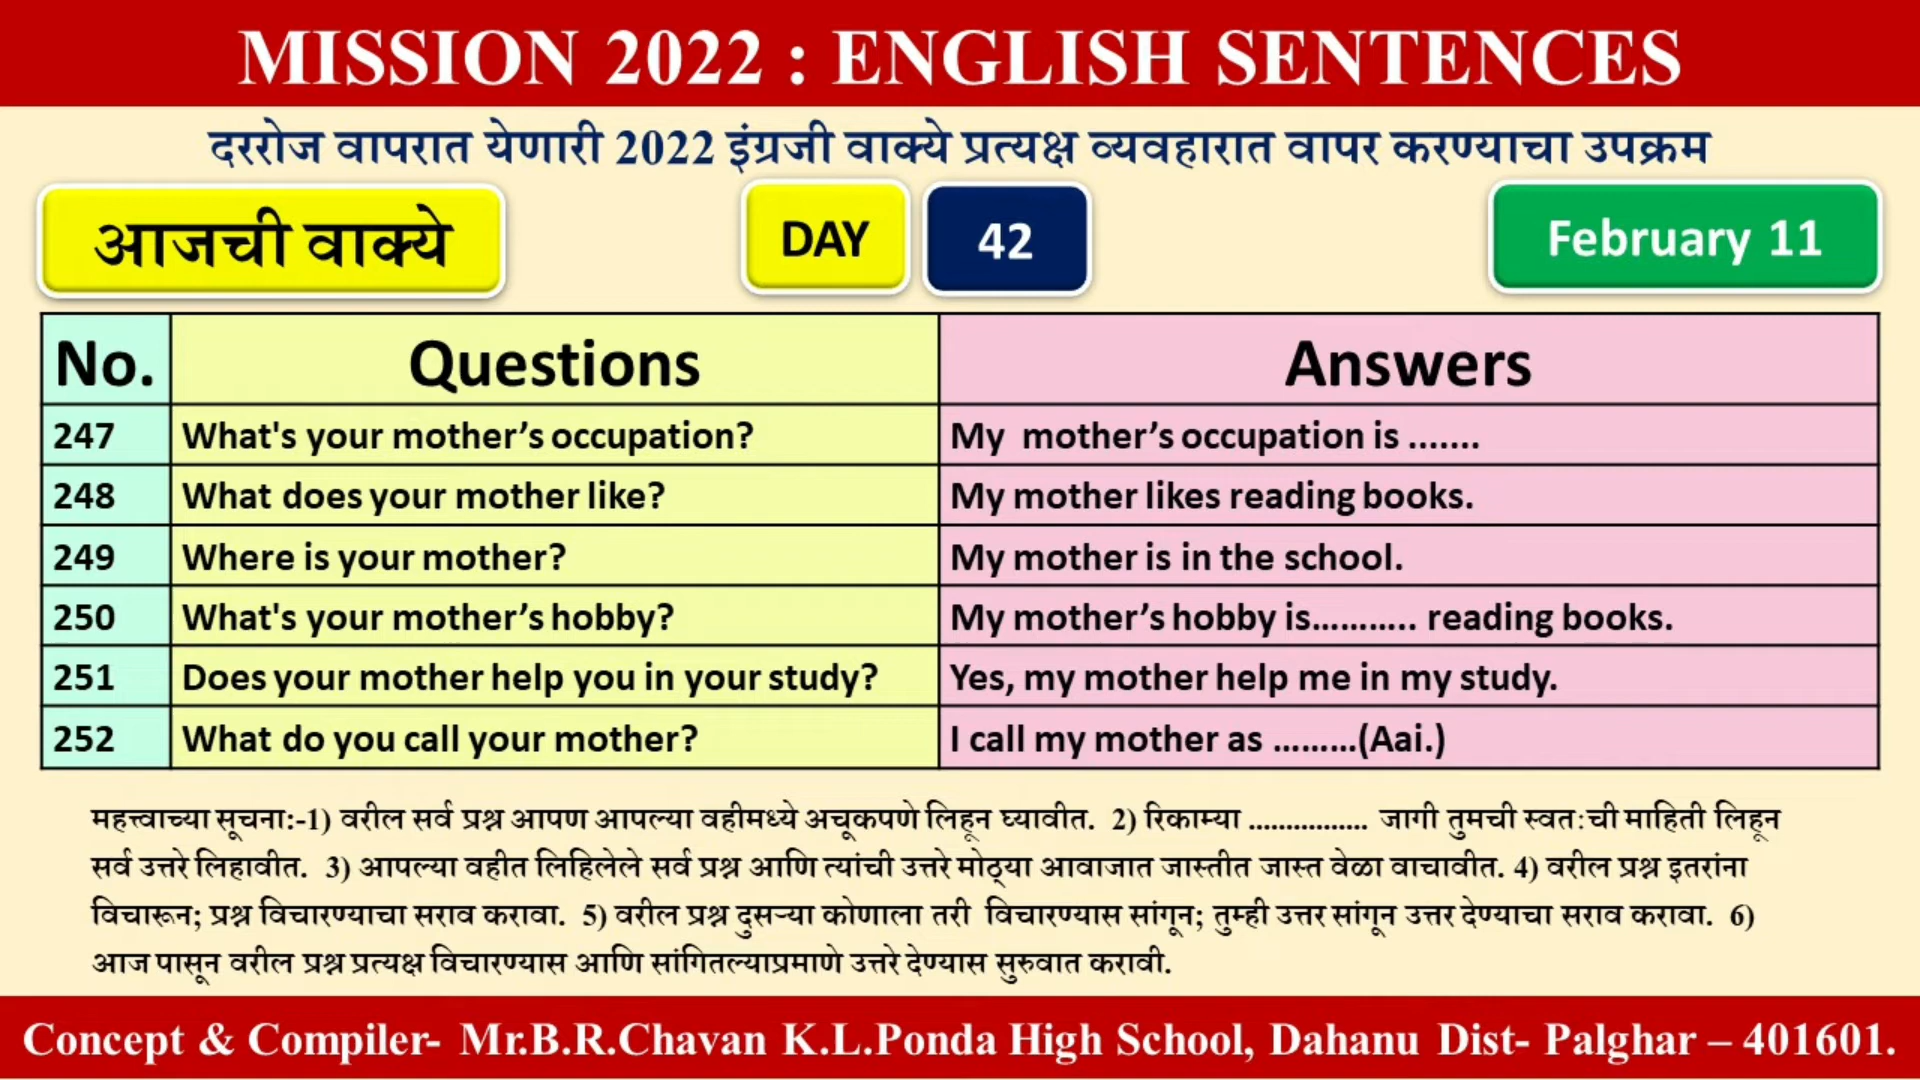 MISSION 2022 : ENGLISH SENTENCES
दररोज वापरात येणारी 2022 इंग्रजी वाक्ये प्रत्यक्ष व्यवहारात वापर करण्याचा उपक्रम
आजची वाक्ये DAY 42 February 11
No. Questions Answers
247 What's your mother’s occupation? My mother’s occupation is .......
248 What does your mother like? My mother likes reading books.
249 Where is your mother? My mother is in the school.
250 What's your mother’s hobby? My mother’s hobby is……….. reading books.
251 Does your mother help you in your study? Yes, my mother help me in my study.
252 What do you call your mother? I call my mother as ………(Aai.)
महत्त्वाच्या सूचना:-1) वरील सर्व प्रश्न आपण आपल्या वहीमध्ये अचूकपणे लिहून घ्यावीत. 2) रिकाम्या ................ जागी तुमची स्वतःची माहिती लिहून
सर्व उत्तरे लिहावीत. 3) आपल्या वहीत लिहिलेले सर्व प्रश्न आणि त्यांची उत्तरे मोठ्या आवाजात जास्तीत जास्त वेळा वाचावीत. 4) वरील प्रश्न इतरांना
विचारून; प्रश्न विचारण्याचा सराव करावा. 5) वरील प्रश्न दुसऱ्या कोणाला तरी विचारण्यास सांगून; तुम्ही उत्तर सांगून उत्तर देण्याचा सराव करावा. 6)
आज पासून वरील प्रश्न प्रत्यक्ष विचारण्यास आणि सांगितल्याप्रमाणे उत्तरे देण्यास सुरुवात करावी.
Concept & Compiler- Mr.B.R.Chavan K.L.Ponda High School, Dahanu Dist- Palghar – 401601.